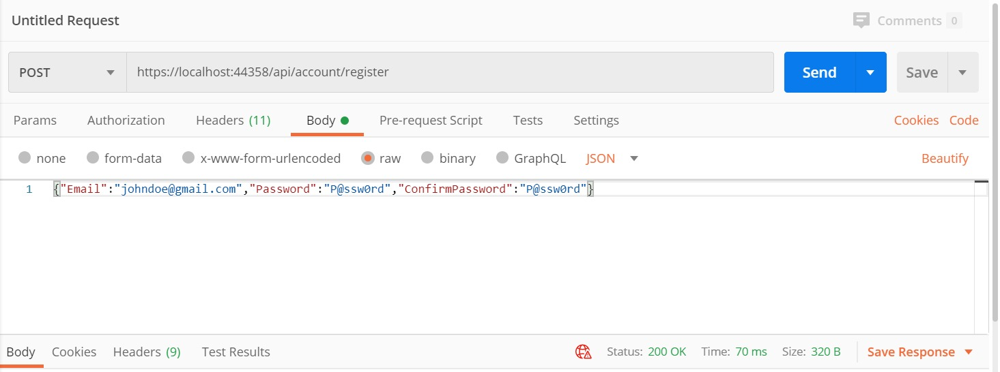 Untitled Request Comments 0
POST https://localhost:44358/api/account/register Send Save
Params Authorization Headers (11) Body Pre-request Script Tests Settings Cookies Code
none form-data x-www-form-urlencoded raw binary GraphQL JSON Beautify
1 {"Email":"johndoe@gmail.com","Password":"P@ssw0rd","ConfirmPassword":"P@ssw0rd"}
Body Cookies Headers (9) Test Results Status: 200 OK Time: 70 ms Size: 320 B Save Response